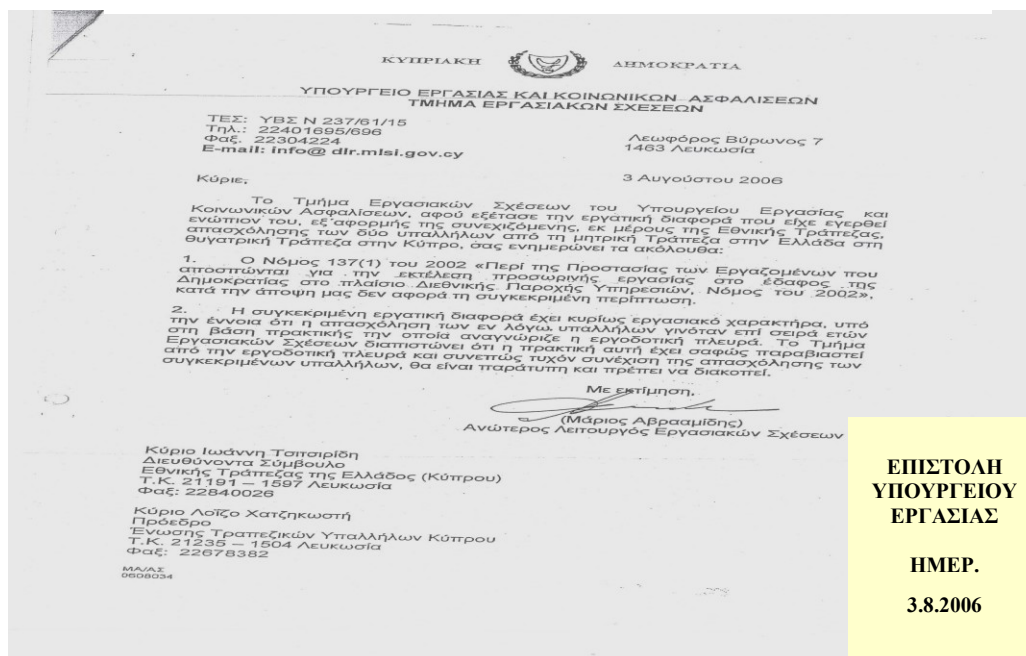 ΚΥΠΡΙΑΚΗ ΔΗΜΟΚΡΑΤΙΑ
ΥΠΟΥΡΓΕΙΟ ΕΡΓΑΣΙΑΣ ΚΑΙ ΚΟΙΝΩΝΙΚΩΝ ΑΣΦΑΛΙΣΕΩΝ
ΤΜΗΜΑ ΕΡΓΑΣΙΑΚΩΝ ΣΧΕΣΕΩΝ
ΤΕΣ: ΥΒΣ Ν 237/61/15
Τηλ.: 22401695/696
Φαξ. 22304224
E-mail: info@ dlr.mlsi.gov.cy
Λεωφόρος Βύρωνος 7
1463 Λευκωσία
Κύριε,
3 Αυγούστου 2006
Το Τμήμα Εργασιακών Σχέσεων του Υπουργείου Εργασίας και
Κοινωνικών Ασφαλίσεων, αφού εξέτασε την εργατική διαφορά που είχε εγερθεί
ενώπιον του, εξ΄αφορμής της συνεχιζόμενης, εκ μέρους της Εθνικής Τράπεζας,
απασχόλησης των δύο υπαλλήλων από τη μητρική Τράπεζα στην Ελλάδα στη
θυγατρική Τράπεζα στην Κύπρο, σας ενημερώνει τα ακόλουθα:
1. Ο Νόμος 137(1) του 2002 «Περί της Προστασίας των Εργαζομένων που
αποσπώνται για την εκτέλεση προσωρινής εργασίας στο έδαφος της
Δημοκρατίας στο πλαίσιο Διεθνικής Παροχής Υπηρεσιών, Νόμος του 2002»,
κατά την άποψη μας δεν αφορά τη συγκεκριμένη περίπτωση.
2. Η συγκεκριμένη εργατική διαφορά έχει κυρίως εργασιακό χαρακτήρα, υπό
την έννοια ότι η απασχόληση των εν λόγω υπαλλήλων γινόταν επί σειρά ετών
στη βάση πρακτικής την οποία αναγνώριζε η εργοδοτική πλευρά. Το Τμήμα
Εργασιακών Σχέσεων διαπιστώνει ότι η πρακτική αυτή έχει σαφώς παραβιαστεί
από την εργοδοτική πλευρά και συνεπώς τυχόν συνέχιση της απασχόλησης των
συγκεκριμένων υπαλλήλων, θα είναι παράτυπη και πρέπει να διακοπεί.
Με εκτίμηση,
(Μάριος Αβρααμίδης)
Ανώτερος Λειτουργός Εργασιακών Σχέσεων
Κύριο Ιωάννη Τσιτσιρίδη
Διευθύνοντα Σύμβουλο
Εθνικής Τράπεζας της Ελλάδος (Κύπρου)
Τ.Κ. 21191 – 1597 Λευκωσία
Φαξ: 22840026
Κύριο Λοΐζο Χατζηκωστή
Πρόεδρο
Ένωσης Τραπεζικών Υπαλλήλων Κύπρου
Τ.Κ. 21235 – 1504 Λευκωσία
Φαξ: 22678382
ΜΑ/ΑΣ
0608034
ΕΠΙΣΤΟΛΗ
ΥΠΟΥΡΓΕΙΟΥ
ΕΡΓΑΣΙΑΣ
ΗΜΕΡ.
3.8.2006